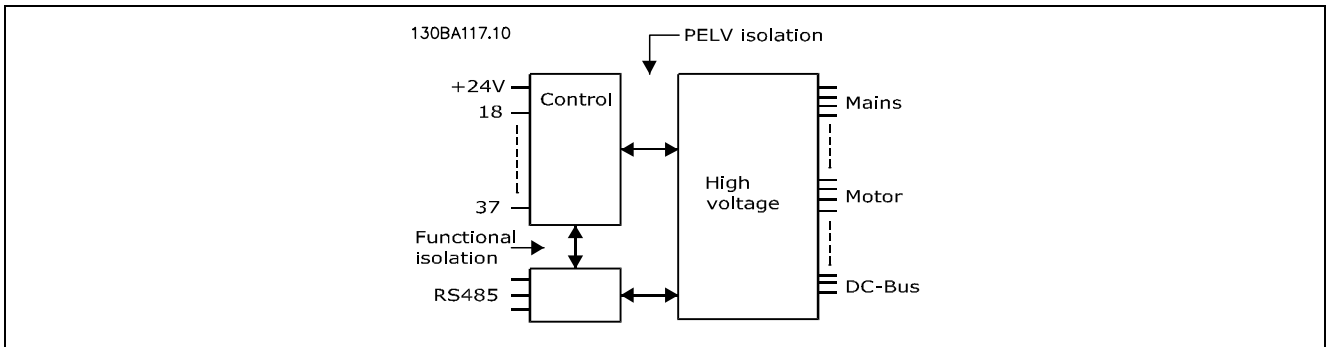 130BA117.10
PELV isolation
+24V
Control
18
Mains
High
voltage
Motor
37
Functional
isolation
RS485
DC-Bus